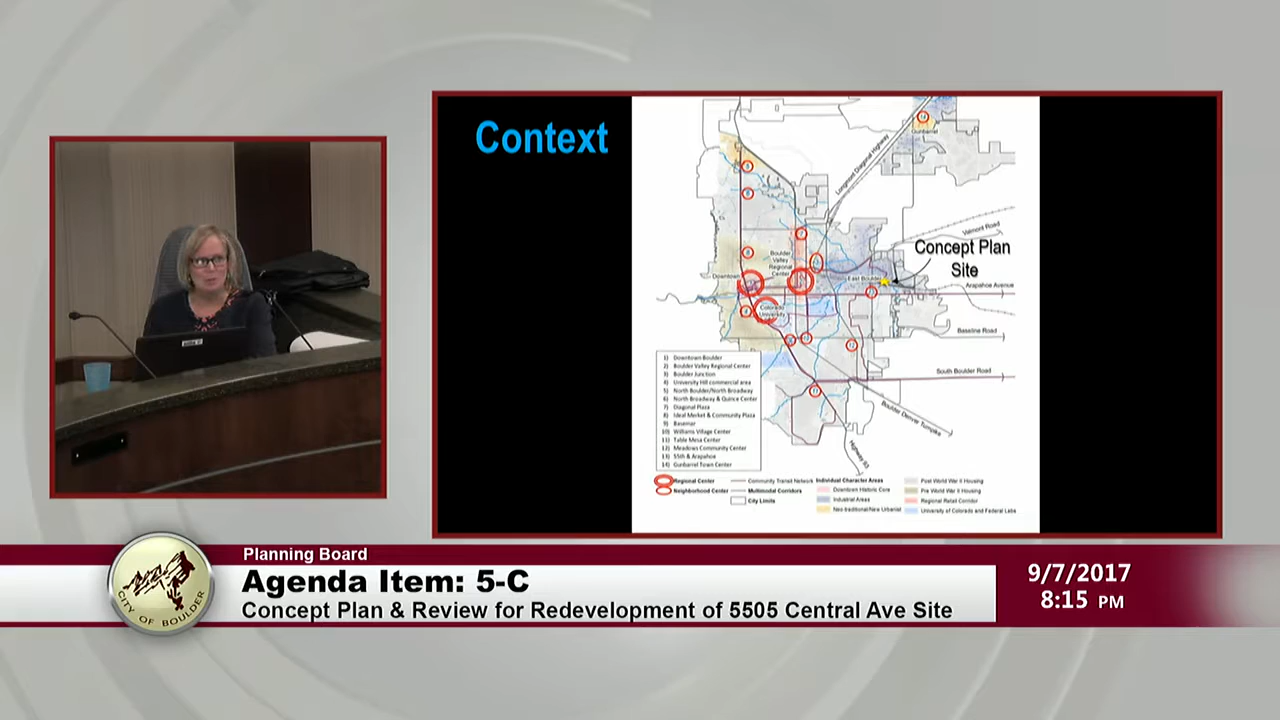 Context
Gunbarrel
Longmont Diagonal Highway
Valmont Road
Concept Plan
Site
Boulder
Valley
Regional
Center
Downtown
East Boulder
Arapahoe Avenue
Colorado
University
Baseline Road
South Boulder Road
Boulder Denver Turnpike
Highway 93
1) Downtown Boulder
2) Boulder Valley Regional Center
3) Boulder Junction
4) University Hill commercial area
5) North Boulder/North Broadway
6) North Broadway & Quince Center
7) Diagonal Plaza
8) Ideal Market & Community Plaza
9) Basemar
10) Williams Village Center
11) Table Mesa Center
12) Meadows Community Center
13) 55th & Arapahoe
14) Gunbarrel Town Center
Regional Center
Neighborhood Center
Community Transit Network
Multimodal Corridors
City Limits
Individual Character Areas
Downtown Historic Core
Industrial Areas
Neo-traditional/New Urbanist
Post World War II Housing
Pre World War II Housing
Regional Retail Corridor
University of Colorado and Federal Labs
Planning Board
Agenda Item: 5-C
Concept Plan & Review for Redevelopment of 5505 Central Ave Site
CITY OF BOULDER
9/7/2017
8:15 PM